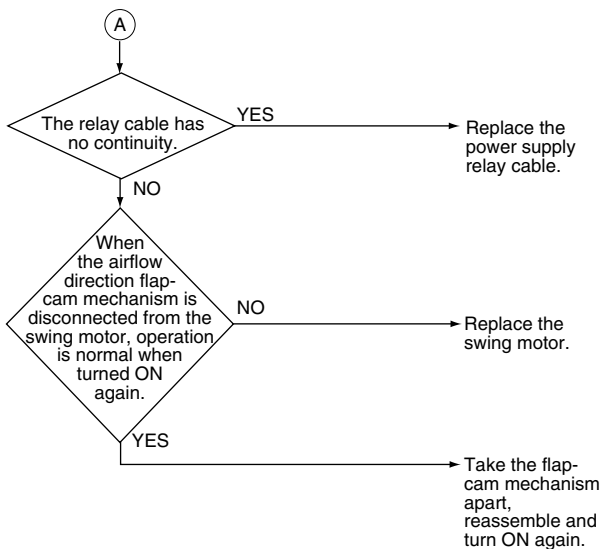 A
The relay cable has
no continuity.
YES
Replace the
power supply
relay cable.
NO
When
the airflow
direction flap-
cam mechanism is
disconnected from the
swing motor, operation
is normal when
turned ON
again.
NO
Replace the
swing motor.
YES
Take the flap-
cam mechanism
apart,
reassemble and
turn ON again.